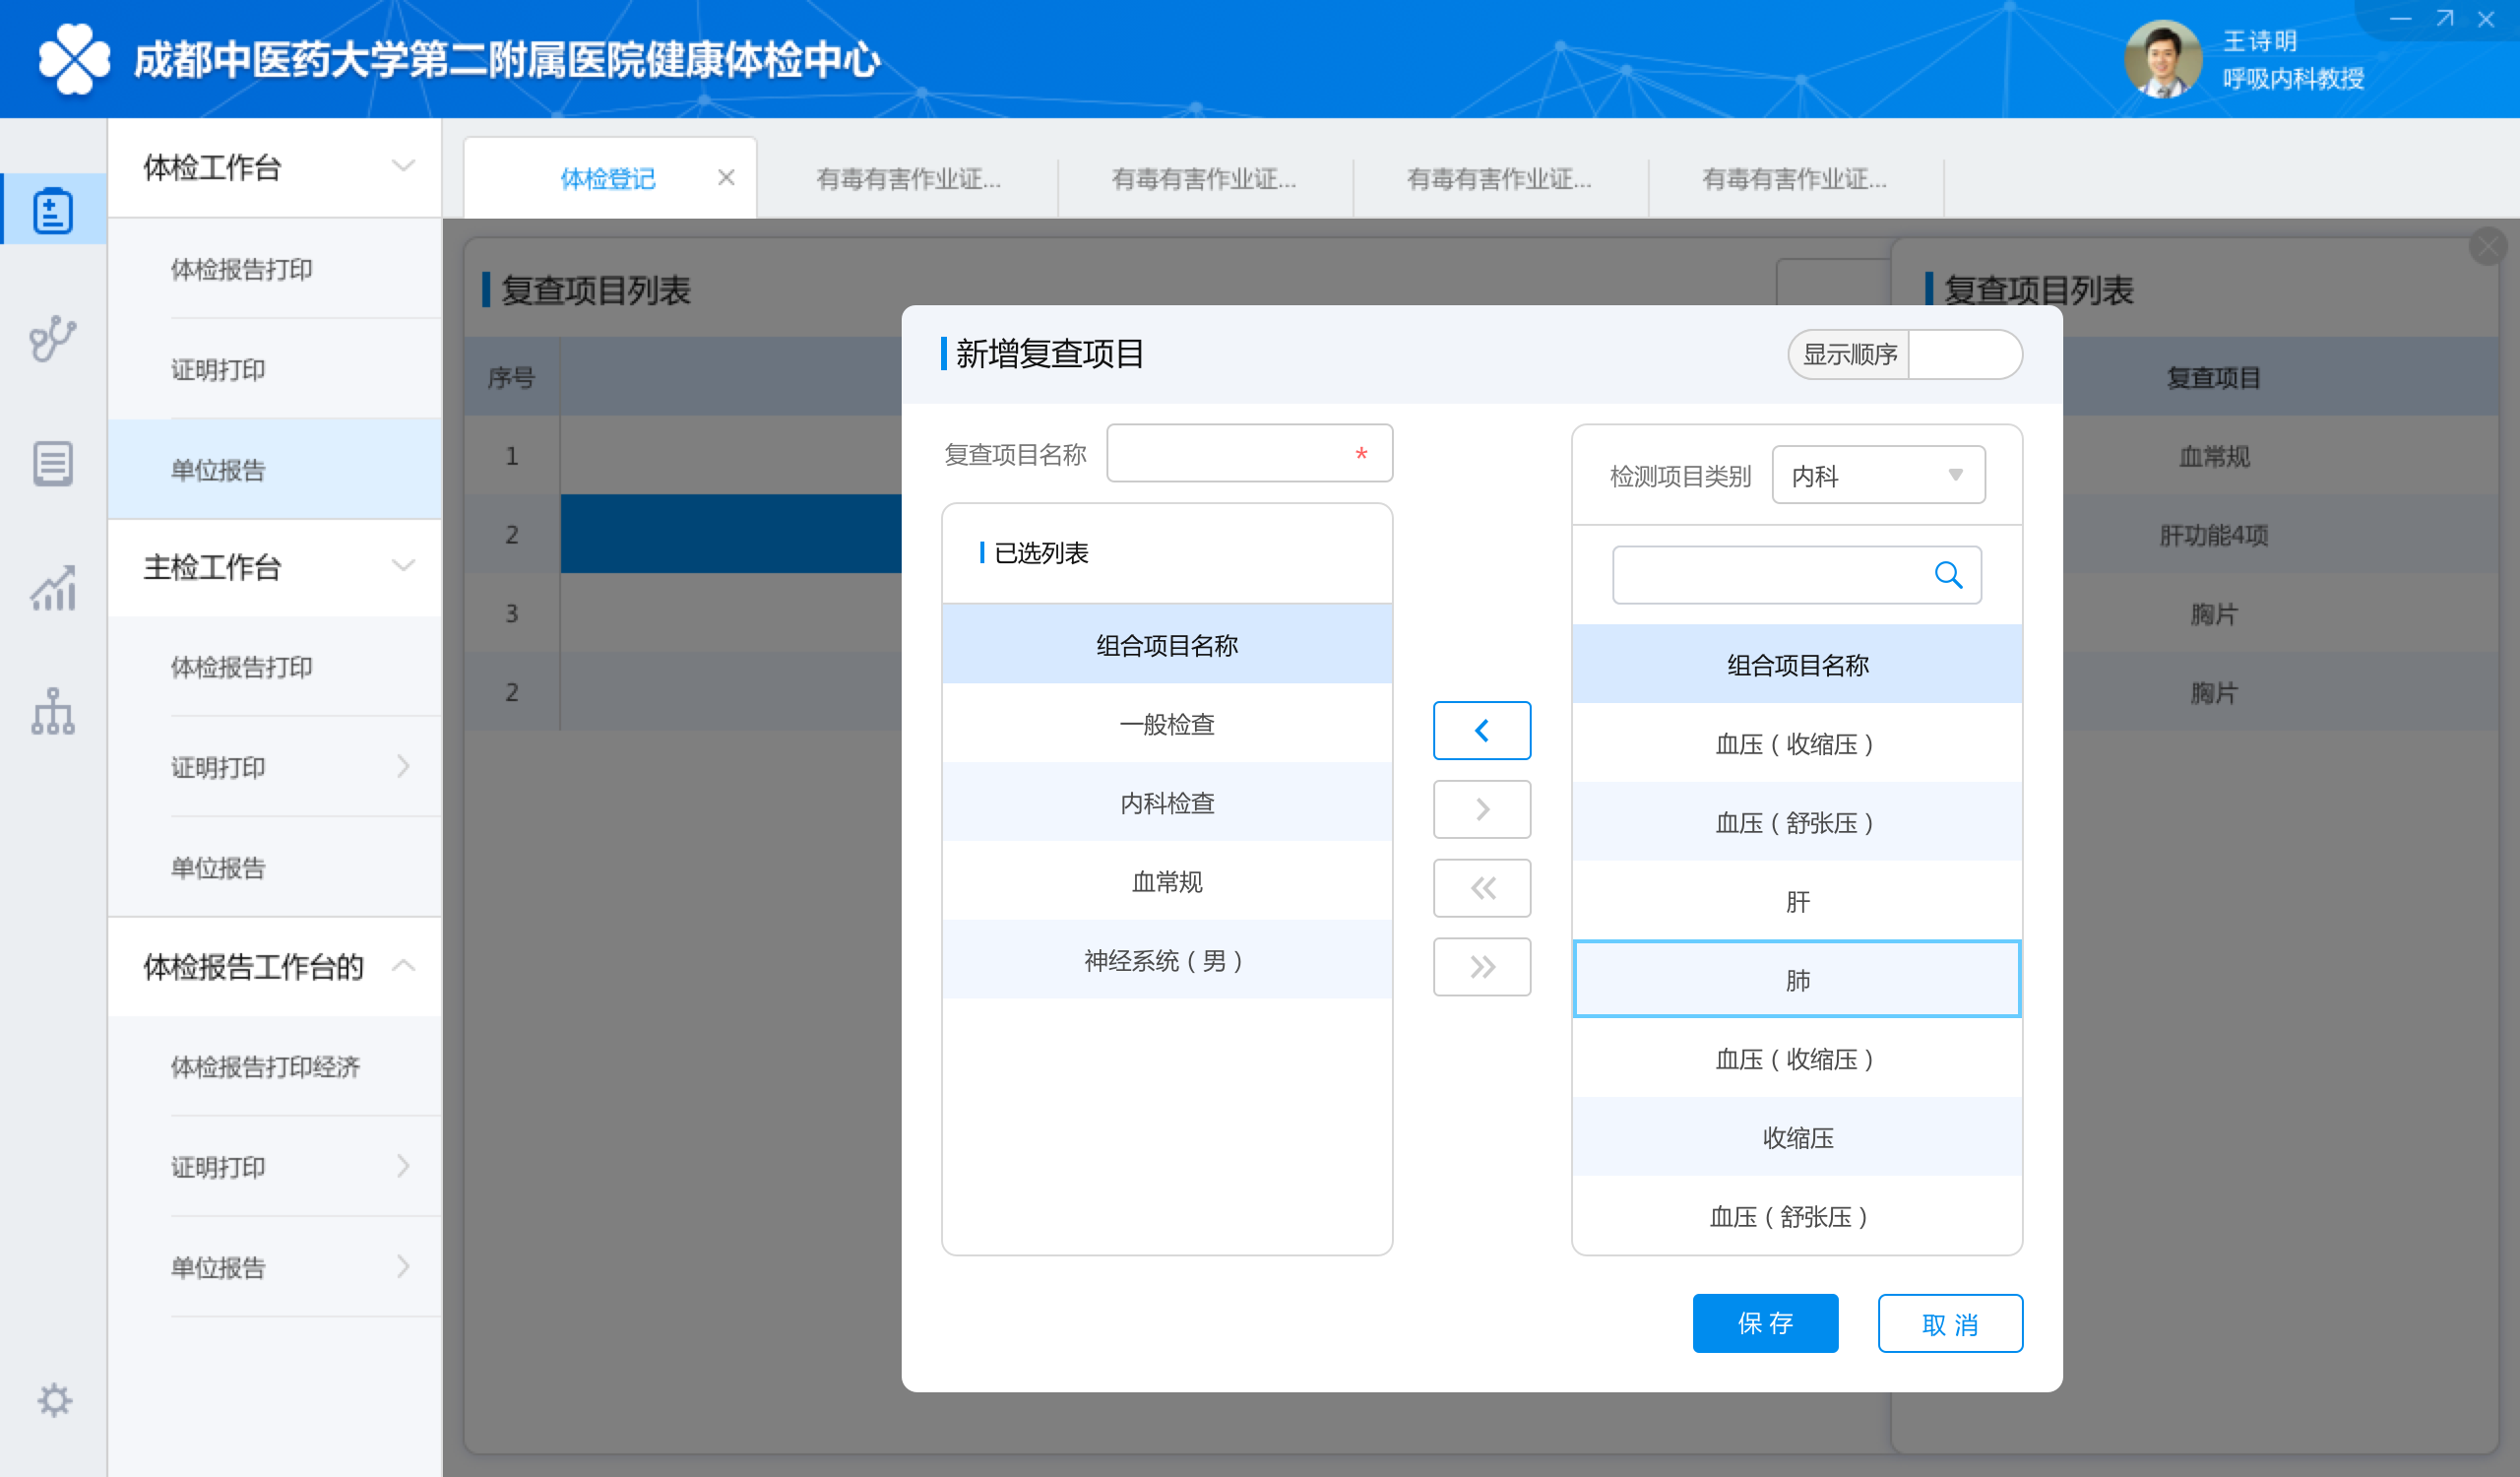 成都中医药大学第二附属医院健康体检中心
王诗明
呼吸内科教授
体检工作台
体检报告打印
证明打印
单位报告
主检工作台
体检报告打印
证明打印
单位报告
体检报告工作台的
体检报告打印经济
证明打印
单位报告
体检登记
有毒有害作业证...
有毒有害作业证...
有毒有害作业证...
有毒有害作业证...
复查项目列表
序号
1
2
3
2
复查项目列表
复查项目
血常规
肝功能4项
胸片
胸片
新增复查项目
显示顺序
复查项目名称
*
已选列表
组合项目名称
一般检查
内科检查
血常规
神经系统（男）
检测项目类别
内科
组合项目名称
血压（收缩压）
血压（舒张压）
肝
肺
血压（收缩压）
收缩压
血压（舒张压）
保存
取消